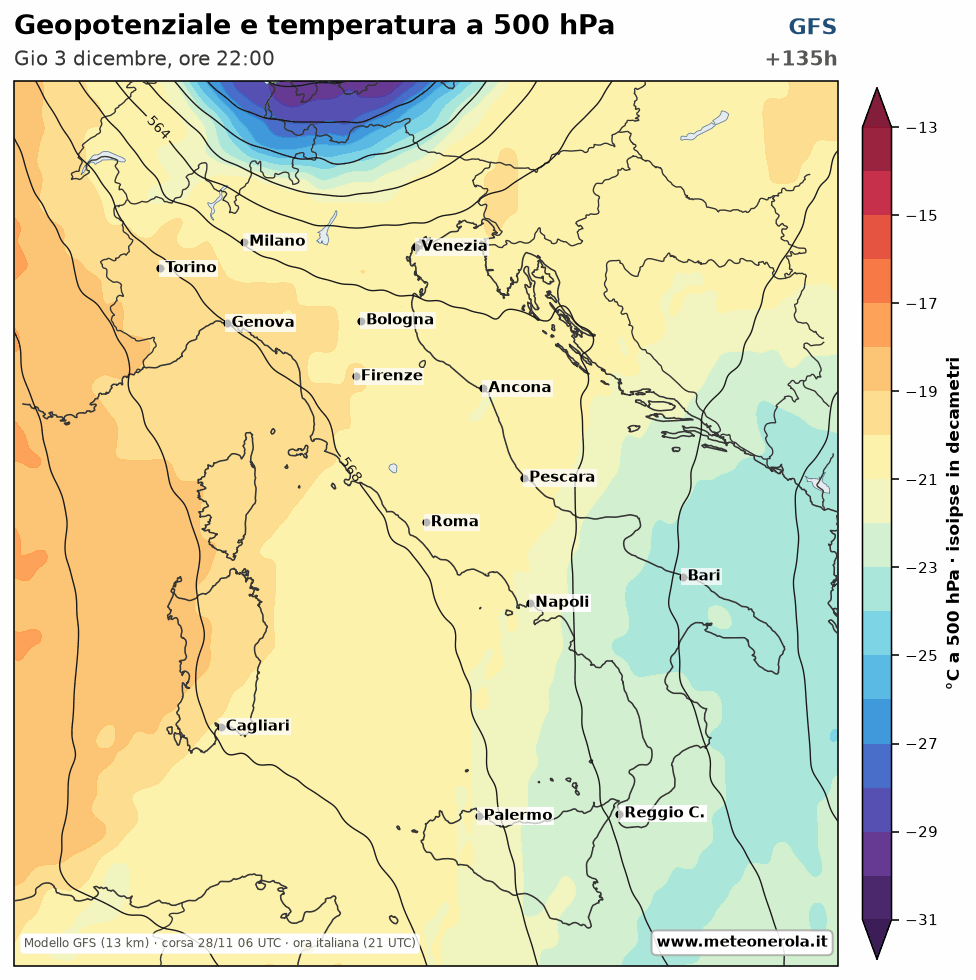 Geopotenziale e temperatura a 500 hPa
GFS
Gio 3 dicembre, ore 22:00
+135h
564
Milano
Venezia
Torino
Genova
Bologna
Firenze
Ancona
568
Pescara
Roma
Bari
Napoli
Cagliari
Palermo
Reggio C.
−13
−15
−17
−19
−21
−23
−25
−27
−29
−31
°C a 500 hPa · isoipse in decametri
Modello GFS (13 km) · corsa 28/11 06 UTC · ora italiana (21 UTC)
www.meteonerola.it